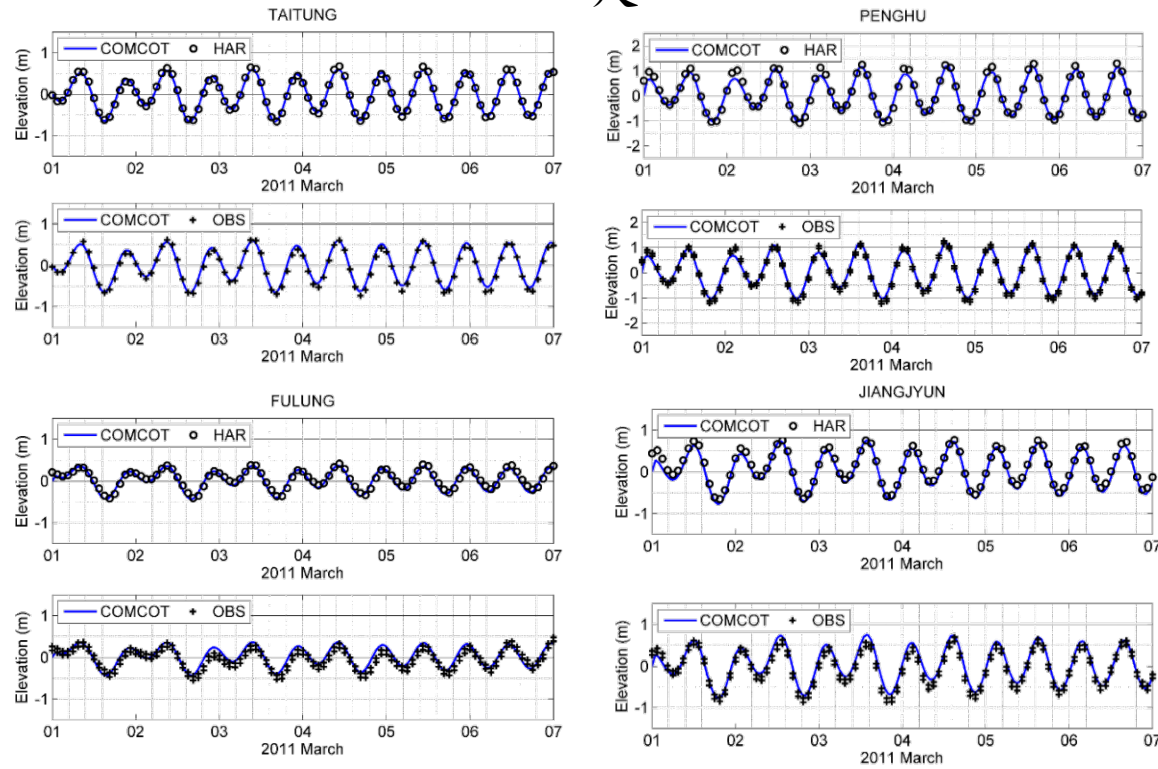 TAITUNG
COMCOT HAR
Elevation (m)
1
0
-1
01 02 03 04 05 06 07
2011 March
COMCOT OBS
Elevation (m)
1
0
-1
01 02 03 04 05 06 07
2011 March
PENGHU
COMCOT HAR
Elevation (m)
2
1
0
-1
-2
01 02 03 04 05 06 07
2011 March
COMCOT OBS
Elevation (m)
2
1
0
-1
-2
01 02 03 04 05 06 07
2011 March
FULUNG
COMCOT HAR
Elevation (m)
1
0
-1
01 02 03 04 05 06 07
2011 March
COMCOT OBS
Elevation (m)
1
0
-1
01 02 03 04 05 06 07
2011 March
JIANGJYUN
COMCOT HAR
Elevation (m)
1
0
-1
01 02 03 04 05 06 07
2011 March
COMCOT OBS
Elevation (m)
1
0
-1
01 02 03 04 05 06 07
2011 March